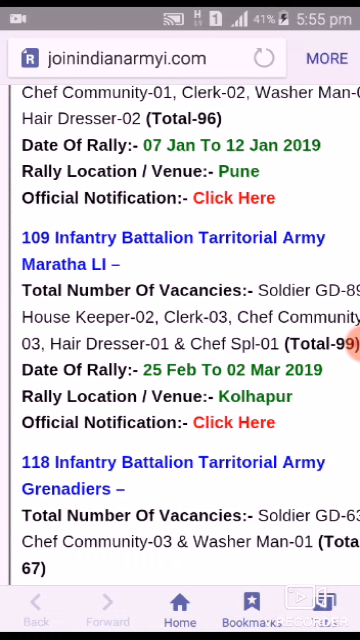 41% 5:55 pm
joinindianarmyi.com MORE
Chef Community-01, Clerk-02, Washer Man-0
Hair Dresser-02 (Total-96)
Date Of Rally:- 07 Jan To 12 Jan 2019
Rally Location / Venue:- Pune
Official Notification:- Click Here
109 Infantry Battalion Tarritorial Army
Maratha LI –
Total Number Of Vacancies:- Soldier GD-89
House Keeper-02, Clerk-03, Chef Community
03, Hair Dresser-01 & Chef Spl-01 (Total-99)
Date Of Rally:- 25 Feb To 02 Mar 2019
Rally Location / Venue:- Kolhapur
Official Notification:- Click Here
118 Infantry Battalion Tarritorial Army
Grenadiers –
Total Number Of Vacancies:- Soldier GD-63
Chef Community-03 & Washer Man-01 (Tota
67)
Back Forward Home Bookmarks